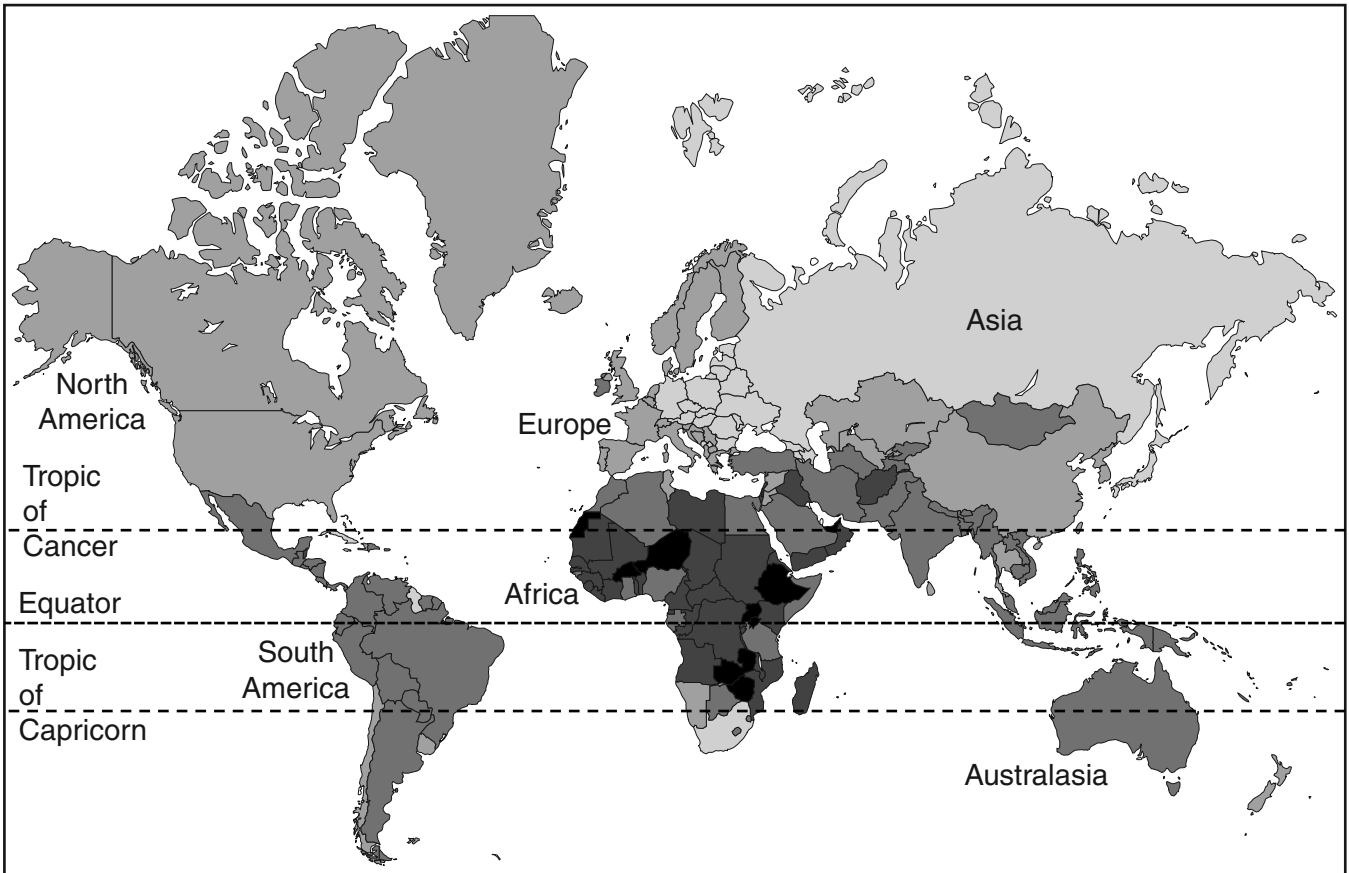 Asia
North
America
Europe
Tropic
of
Cancer
Africa
Equator
South
America
Tropic
of
Capricorn
Australasia